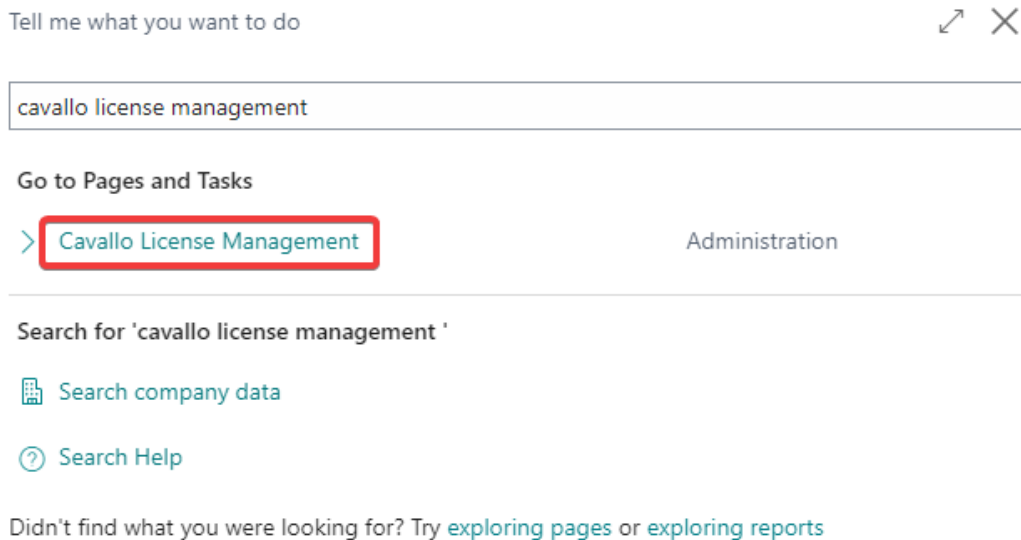 Tell me what you want to do
cavallo license management
Go to Pages and Tasks
Cavallo License Management Administration
Search for 'cavallo license management '
Search company data
Search Help
Didn't find what you were looking for? Try exploring pages or exploring reports